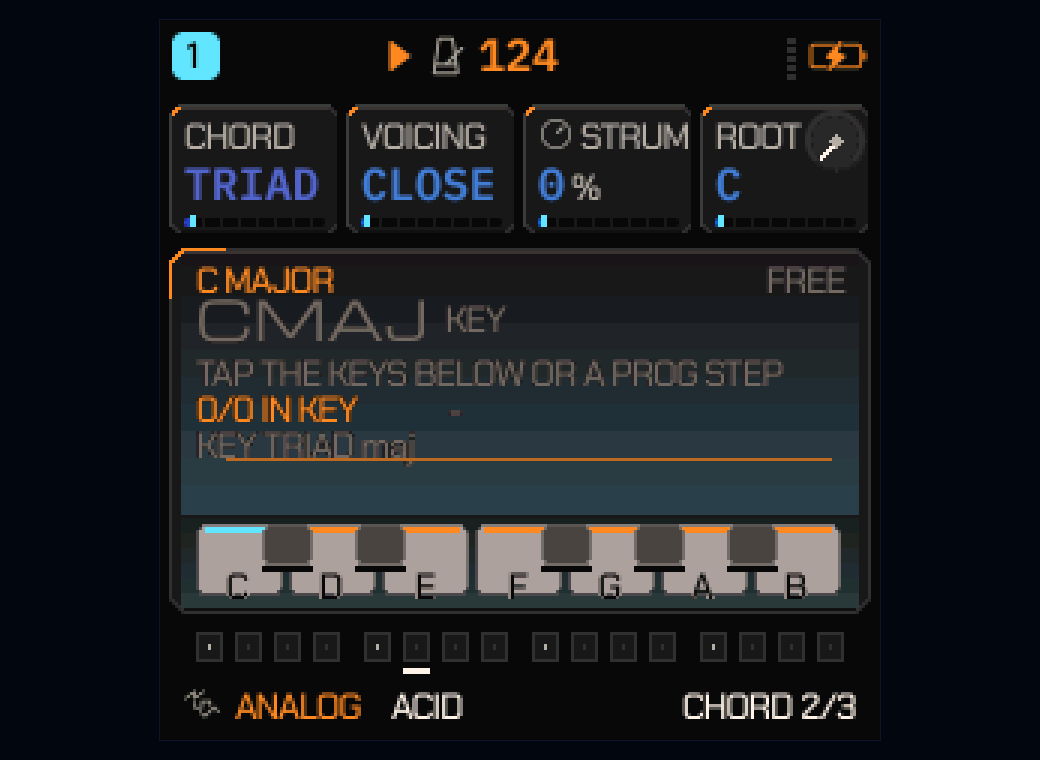 1 124
CHORD VOICING STRUM ROOT
TRIAD CLOSE 0% C
C MAJOR FREE
CMAJ KEY
TAP THE KEYS BELOW OR A PROG STEP
0/0 IN KEY -
KEY TRIAD maj
C D E F G A B
ANALOG ACID CHORD 2/3